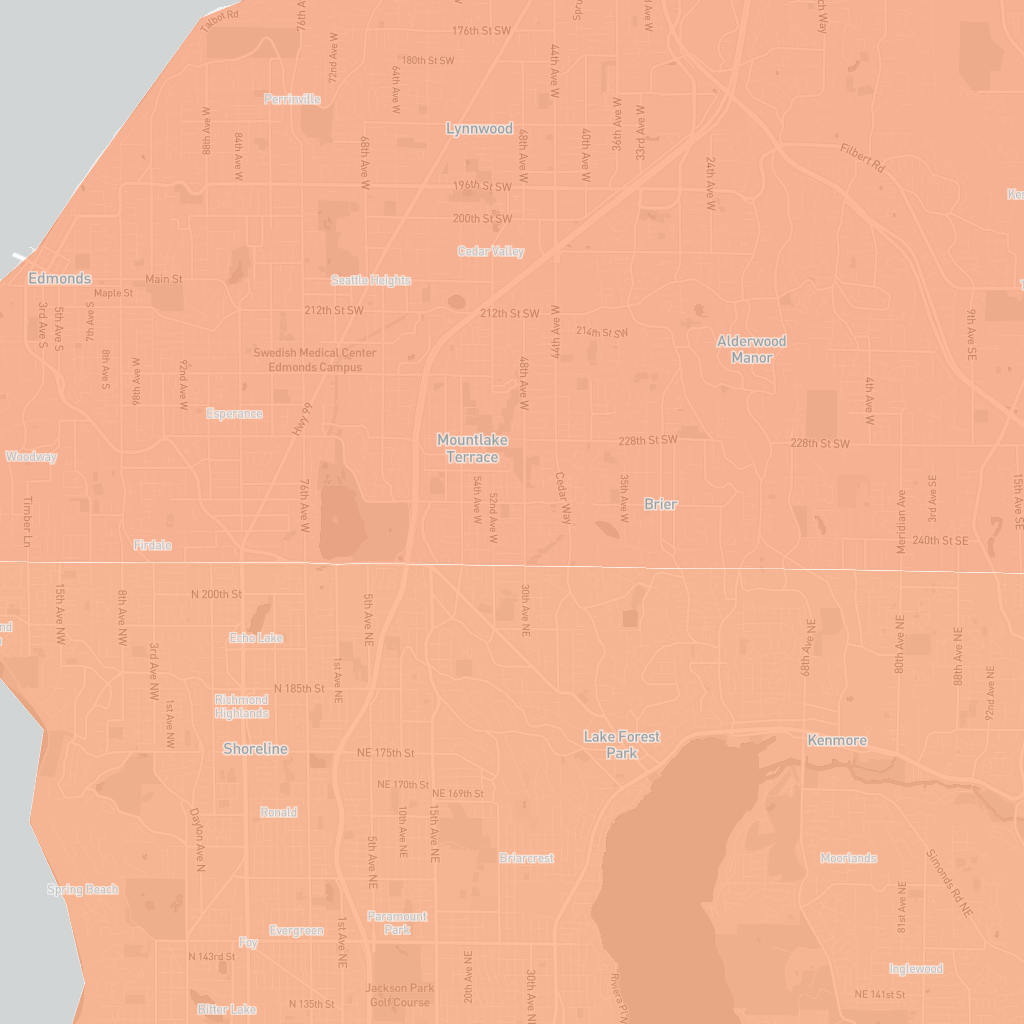 Talbot Rd
76th A
176th St SW
Spru
d Ave W
ch Way
72nd Ave W
180th St SW
64th Ave W
44th Ave W
Perrinville
88th Ave W
84th Ave W
68th Ave W
Lynnwood
48th Ave W
40th Ave W
36th Ave W
33rd Ave W
24th Ave W
Filbert Rd
196th St SW
200th St SW
Cedar Valley
Edmonds
Main St
Maple St
Seattle Heights
3rd Ave S
5th Ave S
7th Ave S
8th Ave S
98th Ave W
92nd Ave W
212th St SW
212th St SW
44th Ave W
214th St SW
9th Ave SE
Alderwood
Manor
Swedish Medical Center
Edmonds Campus
48th Ave W
4th Ave W
Esperance
Hwy 99
Mountlake
Terrace
228th St SW
228th St SW
Woodway
Timber Ln
76th Ave W
54th Ave W
52nd Ave W
Cedar Way
35th Ave W
Brier
Meridian Ave
3rd Ave SE
15th Ave SE
240th St SE
Firdale
15th Ave NW
8th Ave NW
N 200th St
5th Ave NE
30th Ave NE
Echo Lake
nd
3rd Ave NW
1st Ave NW
1st Ave NE
N 185th St
68th Ave NE
80th Ave NE
88th Ave NE
92nd Ave NE
Richmond
Highlands
Shoreline
NE 175th St
Lake Forest
Park
Kenmore
NE 170th St
NE 169th St
Ronald
Dayton Ave N
5th Ave NE
10th Ave NE
15th Ave NE
Briarcrest
Moorlands
Simonds Rd NE
Spring Beach
81st Ave NE
Paramount
Park
Evergreen
1st Ave NE
Foy
N 143rd St
20th Ave NE
30th Ave NE
Riviera Pl N
Inglewood
Jackson Park
Golf Course
NE 141st St
N 135th St
Bitter Lake